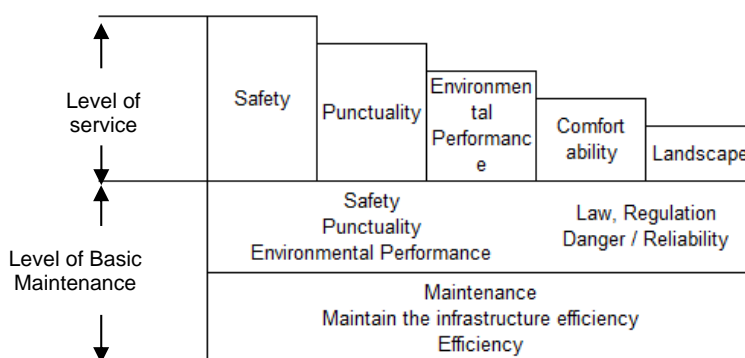 Level of
service
Safety
Punctuality
Environmen
tal
Performanc
e
Comfort
ability
Landscape
Level of Basic
Maintenance
Safety
Punctuality
Environmental Performance
Law, Regulation
Danger / Reliability
Maintenance
Maintain the infrastructure efficiency
Efficiency